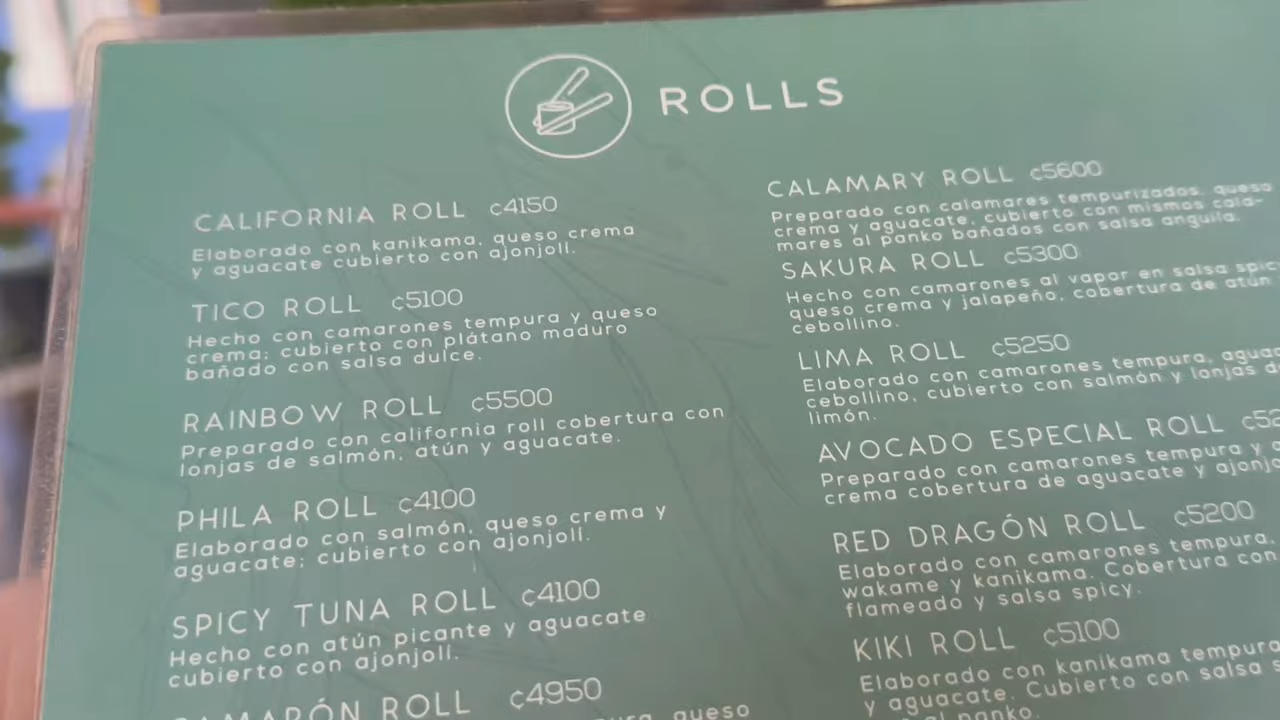 ROLLS
CALIFORNIA ROLL ¢4150
Elaborado con kanikama, queso crema
y aguacate cubierto con ajonjolí.
TICO ROLL ¢5100
Hecho con camarones tempura y queso
crema; cubierto con plátano maduro
bañado con salsa dulce.
RAINBOW ROLL ¢5500
Preparado con california roll cobertura con
lonjas de salmón, atún y aguacate.
PHILA ROLL ¢4100
Elaborado con salmón, queso crema y
aguacate; cubierto con ajonjolí.
SPICY TUNA ROLL ¢4100
Hecho con atún picante y aguacate
cubierto con ajonjolí.
CAMARÓN ROLL ¢4950
queso
CALAMARY ROLL ¢5600
Preparado con calamares tempurizados, queso
crema y aguacate, cubierto con mismos cala-
mares al panko bañados con salsa anguila.
SAKURA ROLL ¢5300
Hecho con camarones al vapor en salsa
queso crema y jalapeño, cobertura de atún
cebollino.
LIMA ROLL ¢5250
Elaborado con camarones tempura,
cebollino, cubierto con salmón y lonjas
limón.
AVOCADO ESPECIAL ROLL
Preparado con camarones tempura y
crema cobertura de aguacate y
RED DRAGÓN ROLL ¢5200
Elaborado con camarones tempura,
wakame y kanikama. Cobertura con
flameado y salsa spicy.
KIKI ROLL ¢5100
Elaborado con kanikama tempura
y aguacate. Cubierto con salsa
al panko.